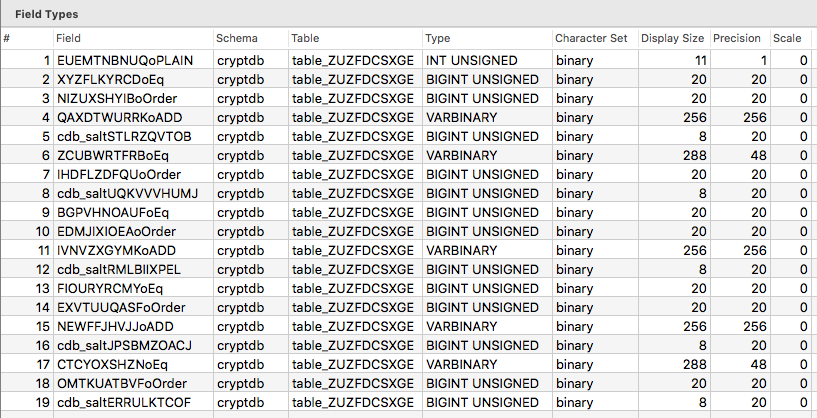 Field Types
# Field Schema Table Type Character Set Display Size Precision Scale
1 EUEMTNBNUQoPLAIN cryptdb table_ZUZFDCSXGE INT UNSIGNED binary 11 1 0
2 XYZFLKYRCDoEq cryptdb table_ZUZFDCSXGE BIGINT UNSIGNED binary 20 20 0
3 NIZUXSHYIBoOrder cryptdb table_ZUZFDCSXGE BIGINT UNSIGNED binary 20 20 0
4 QAXDTWURRKoADD cryptdb table_ZUZFDCSXGE VARBINARY binary 256 256 0
5 cdb_saltSTLRZQVTOB cryptdb table_ZUZFDCSXGE BIGINT UNSIGNED binary 8 20 0
6 ZCUBWRTFRBoEq cryptdb table_ZUZFDCSXGE VARBINARY binary 288 48 0
7 IHDFLZDFQUoOrder cryptdb table_ZUZFDCSXGE BIGINT UNSIGNED binary 20 20 0
8 cdb_saltUQKVVVHUMJ cryptdb table_ZUZFDCSXGE BIGINT UNSIGNED binary 8 20 0
9 BGPVHNOAUFoEq cryptdb table_ZUZFDCSXGE BIGINT UNSIGNED binary 20 20 0
10 EDMJIXIOEAoOrder cryptdb table_ZUZFDCSXGE BIGINT UNSIGNED binary 20 20 0
11 IVNVZXGYMKoADD cryptdb table_ZUZFDCSXGE VARBINARY binary 256 256 0
12 cdb_saltRMLBIIXPEL cryptdb table_ZUZFDCSXGE BIGINT UNSIGNED binary 8 20 0
13 FIOURYRCMYoEq cryptdb table_ZUZFDCSXGE BIGINT UNSIGNED binary 20 20 0
14 EXVTUUQASFoOrder cryptdb table_ZUZFDCSXGE BIGINT UNSIGNED binary 20 20 0
15 NEWFFJHVJJoADD cryptdb table_ZUZFDCSXGE VARBINARY binary 256 256 0
16 cdb_saltJPSBMZOACJ cryptdb table_ZUZFDCSXGE BIGINT UNSIGNED binary 8 20 0
17 CTCYOXSHZNoEq cryptdb table_ZUZFDCSXGE VARBINARY binary 288 48 0
18 OMTKUATBVFoOrder cryptdb table_ZUZFDCSXGE BIGINT UNSIGNED binary 20 20 0
19 cdb_saltERRULKTCOF cryptdb table_ZUZFDCSXGE BIGINT UNSIGNED binary 8 20 0